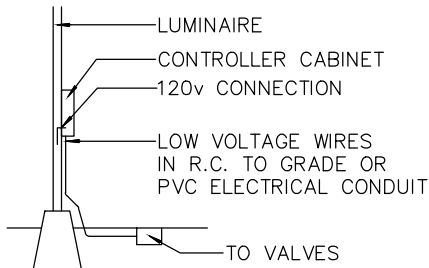 LUMINAIRE
CONTROLLER CABINET
120v CONNECTION
LOW VOLTAGE WIRES
IN R.C. TO GRADE OR
PVC ELECTRICAL CONDUIT
TO VALVES